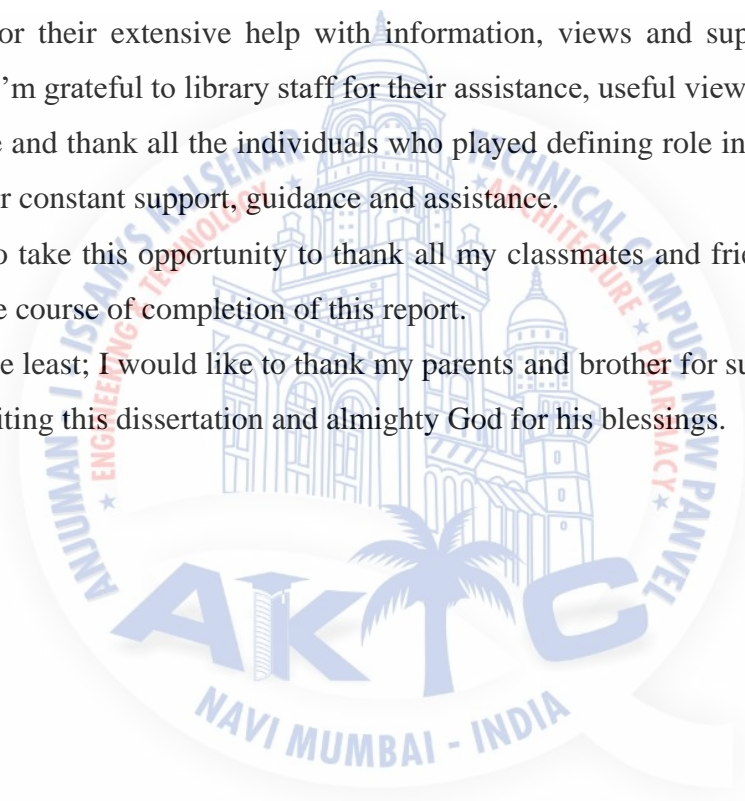 or their extensive help with information, views and sup
'm grateful to library staff for their assistance, useful view
e and thank all the individuals who played defining role in
r constant support, guidance and assistance.
o take this opportunity to thank all my classmates and frie
e course of completion of this report.
e least; I would like to thank my parents and brother for su
iting this dissertation and almighty God for his blessings.
ANJUMAN I ISLAM'S KALSEKAR TECHNICAL CAMPUS, NEW PANVEL
ENGINEERING & TECHNOLOGY ★ ARCHITECTURE ★ PHARMACY
AKTC
NAVI MUMBAI - INDIA